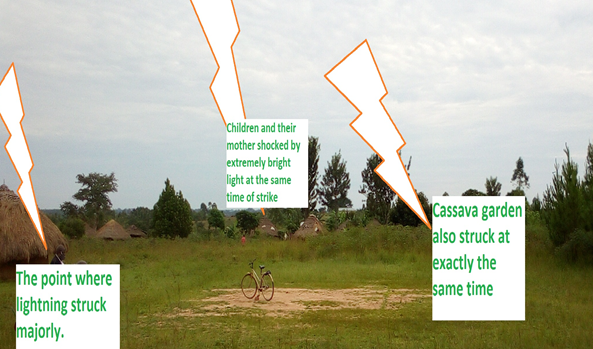 Children and their
mother shocked by
extremely bright
light at the same
time of strike
Cassava garden
also struck at
exactly the
same time
The point where
lightning struck
majorly.